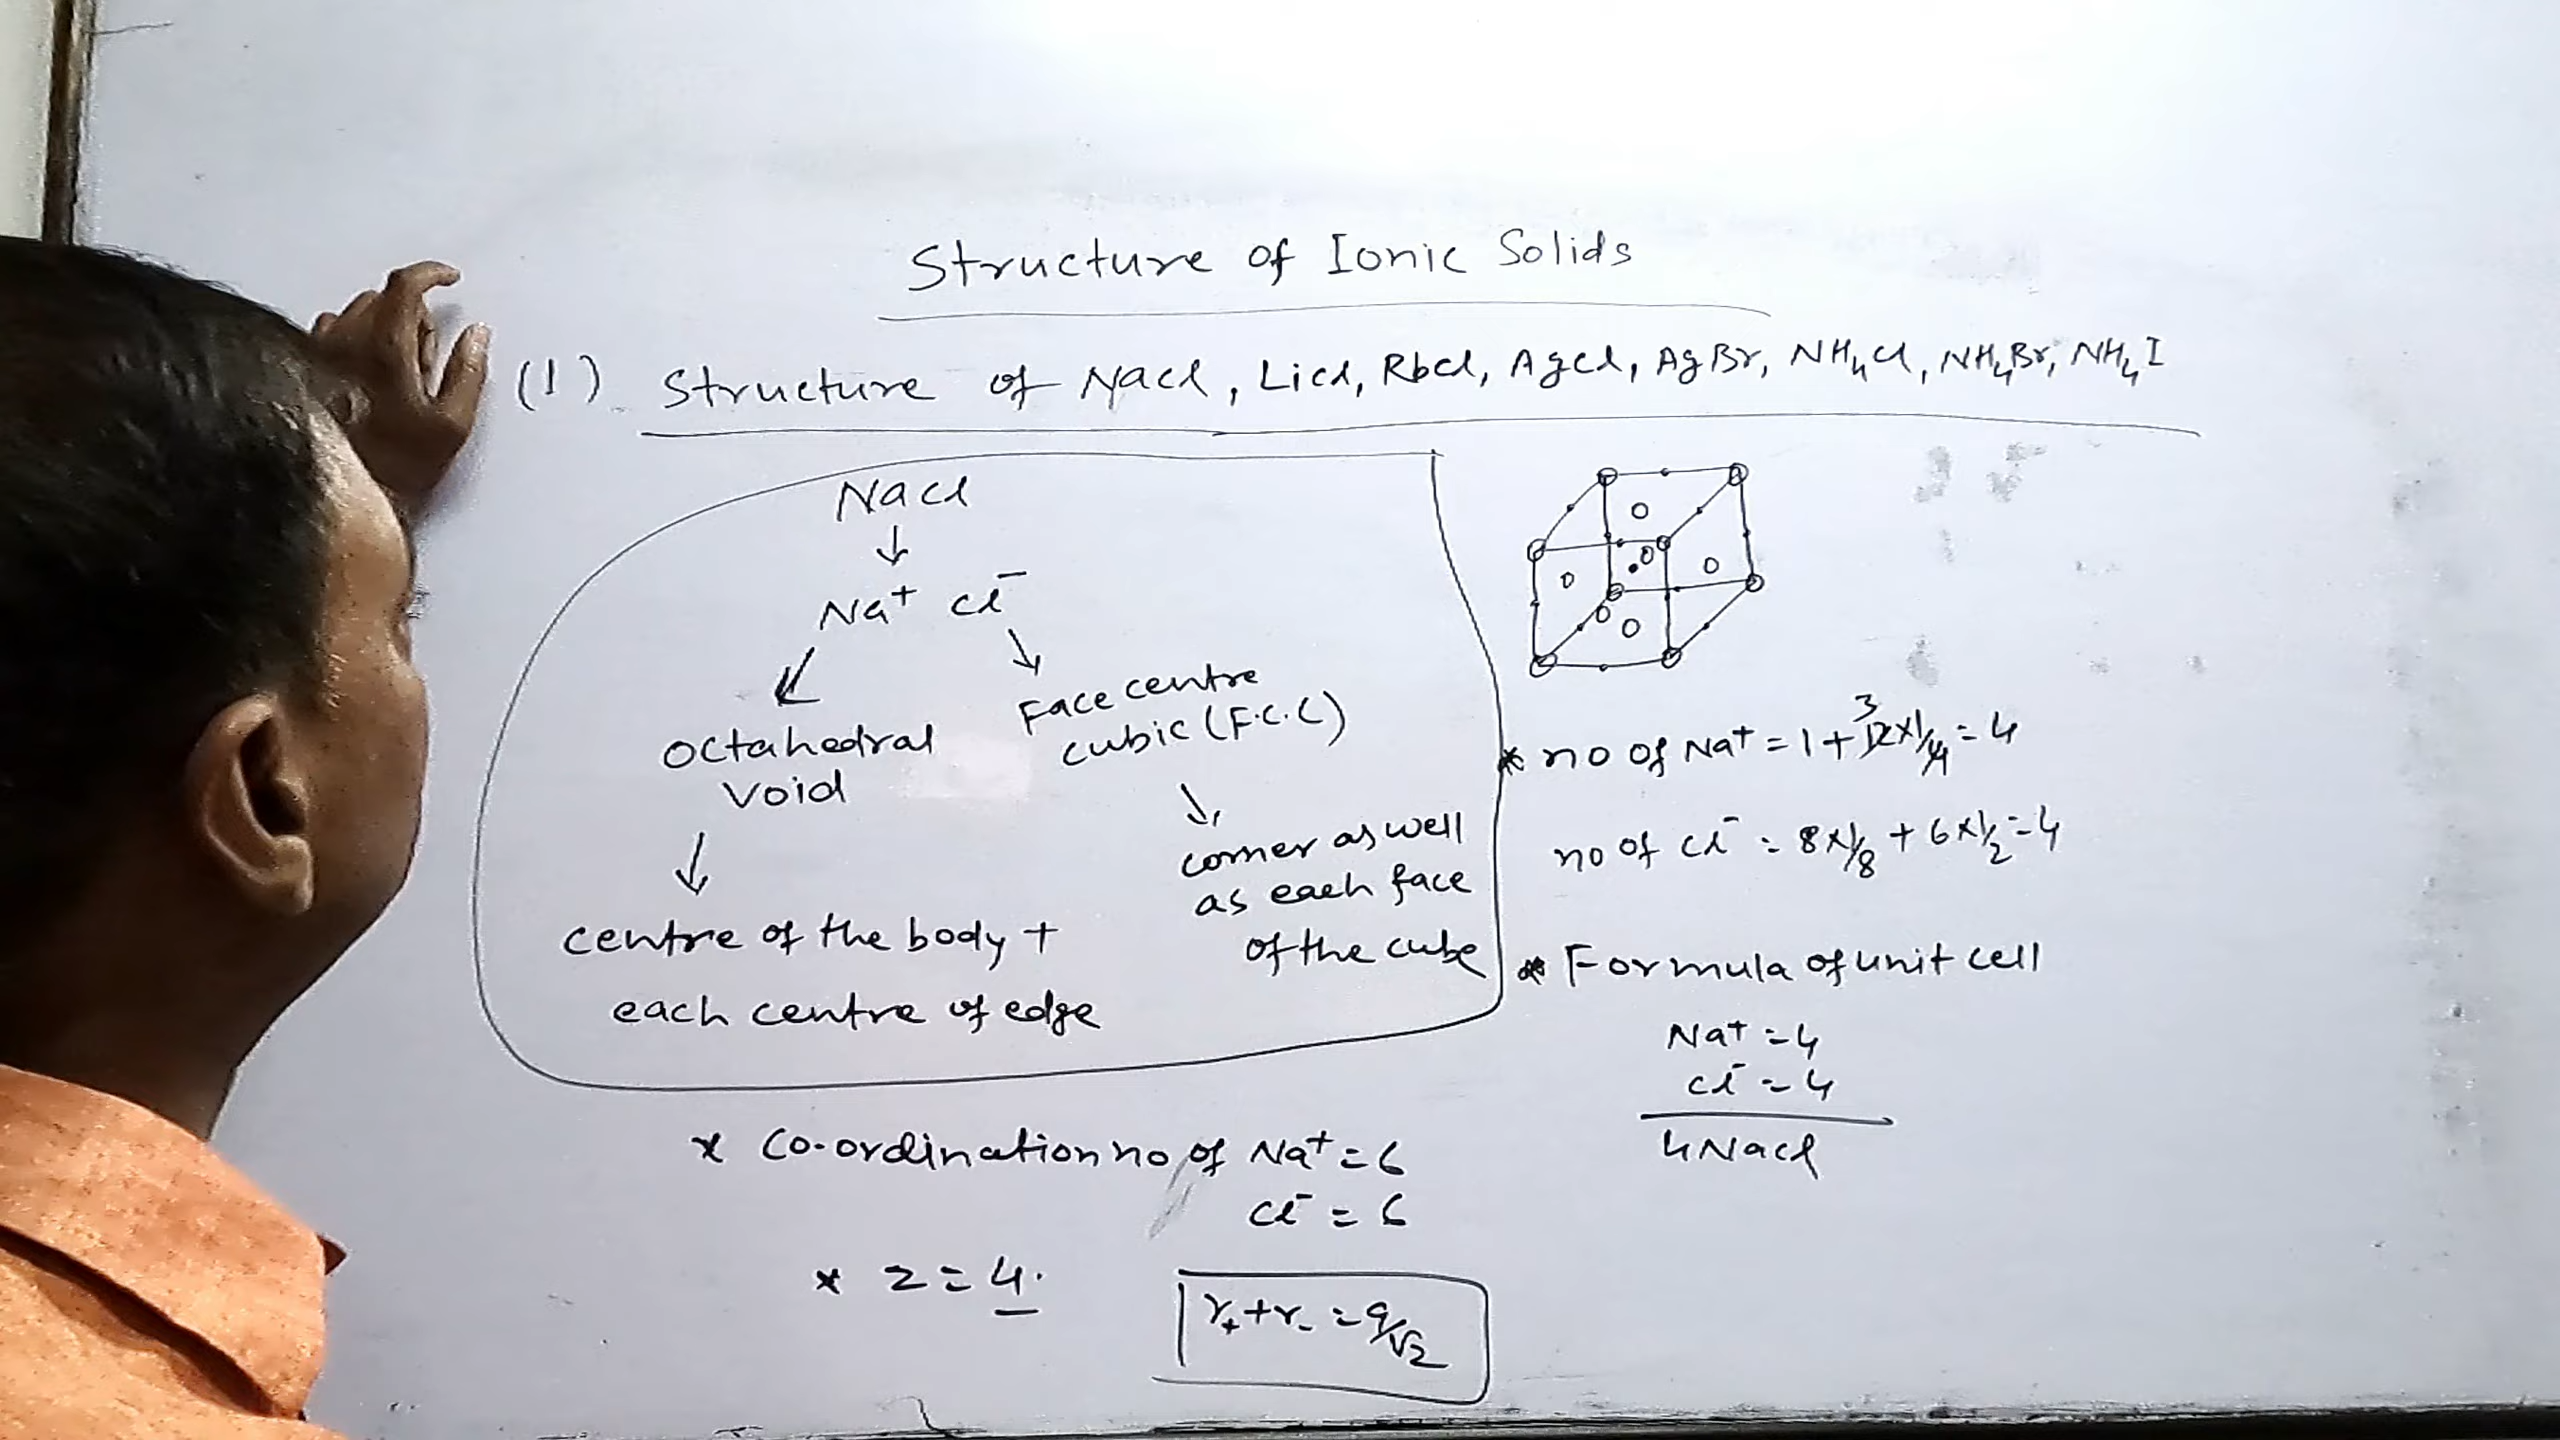 Structure of Ionic Solids
(1) Structure of NaCl, LiCl, RbCl, AgCl, AgBr, NH4Cl, NH4Br, NH4I
NaCl
↓
Na+ Cl-
Octahedral
void
↓
centre of the body +
each centre of edge
Face centre
cubic (F.C.C)
corner as well
as each face
of the cube
* no of Na+ = 1 + 3 12 x 1/4 = 4
no of Cl- = 8 x 1/8 + 6 x 1/2 = 4
* Formula of unit cell
Na+ = 4
Cl- = 4
4NaCl
* Co-ordination no of Na+ = 6
Cl- = 6
* Z = 4.
r+ + r- = a/√2